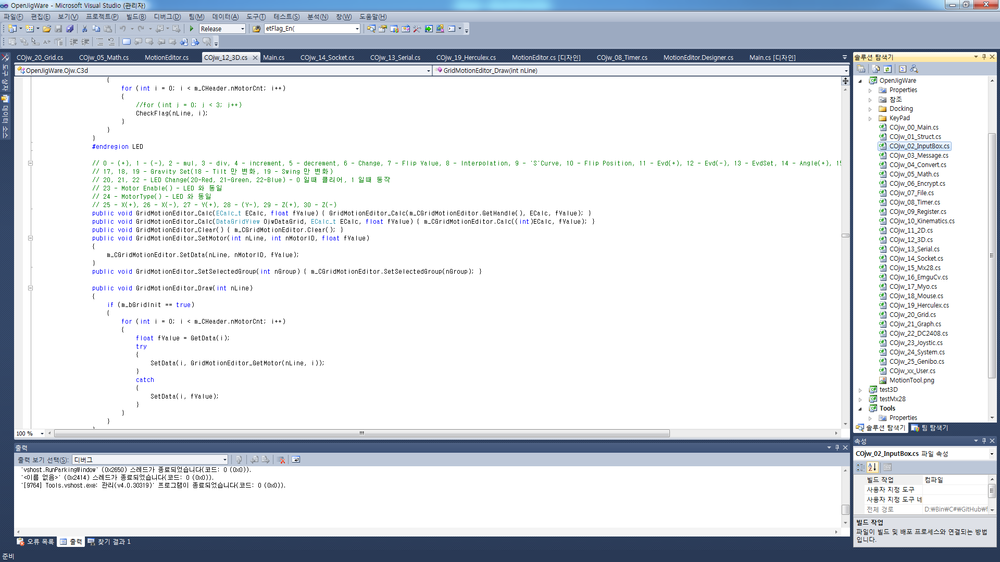 OpenJigWare - Microsoft Visual Studio (관리자)
파일(F) 편집(E) 보기(V) 프로젝트(P) 빌드(B) 디버그(D) 팀(M) 데이터(A) 도구(T) 테스트(S) 분석(N) 창(W) 도움말(H)
Release etFlag_En(
COjw_20_Grid.cs COjw_05_Math.cs MotionEditor.cs COjw_12_3D.cs Main.cs COjw_14_Socket.cs COjw_13_Serial.cs COjw_19_Herculex.cs MotionEditor.cs [디자인] COjw_08_Timer.cs MotionEditor.Designer.cs Main.cs [디자인]
도구 상자
데이터 소스
OpenJigWare.Ojw.C3d GridMotionEditor_Draw(int nLine)
{
for (int i = 0; i < m_CHeader.nMotorCnt; i++)
{
//for (int j = 0; j < 3; j++)
CheckFlag(nLine, i);
}
}
}
#endregion LED
// 0 - (+), 1 - (-), 2 - mul, 3 - div, 4 - increment, 5 - decrement, 6 - Change, 7 - Flip Value, 8 - Interpolation, 9 - 'S'Curve, 10 - Flip Position, 11 - Evd(+), 12 - Evd(-), 13 - EvdSet, 14 - Angle(+), 15
// 17, 18, 19 - Gravity Set(18 - Tilt 만 변화, 19 - Swing 만 변화)
// 20, 21, 22 - LED Change(20-Red, 21-Green, 22-Blue) - 0 일때 클리어, 1 일때 동작
// 23 - Motor Enable() - LED 와 동일
// 24 - MotorType() - LED 와 동일
// 25 - X(+), 26 - X(-), 27 - Y(+), 28 - (Y-), 29 - Z(+), 30 - Z(-)
public void GridMotionEditor_Calc(ECalc_t ECalc, float fValue) { GridMotionEditor_Calc(m_CGridMotionEditor.GetHandle(), ECalc, fValue); }
public void GridMotionEditor_Calc(DataGridView OjwDataGrid, ECalc_t ECalc, float fValue) { m_CGridMotionEditor.Calc((int)ECalc, fValue); }
public void GridMotionEditor_Clear() { m_CGridMotionEditor.Clear(); }
public void GridMotionEditor_SetMotor(int nLine, int nMotorID, float fValue)
{
m_CGridMotionEditor.SetData(nLine, nMotorID, fValue);
}
public void GridMotionEditor_SetSelectedGroup(int nGroup) { m_CGridMotionEditor.SetSelectedGroup(nGroup); }
public void GridMotionEditor_Draw(int nLine)
{
if (m_bGridInit == true)
{
for (int i = 0; i < m_CHeader.nMotorCnt; i++)
{
float fValue = GetData(i);
try
{
SetData(i, GridMotionEditor_GetMotor(nLine, i));
}
catch
{
SetData(i, fValue);
}
}
}
100 %
출력
출력 보기 선택(S): 디버그
'vshost.RunParkingWindow' (0x2650) 스레드가 종료되었습니다(코드: 0 (0x0)).
'<이름 없음>' (0x2414) 스레드가 종료되었습니다(코드: 0 (0x0)).
'[9764] Tools.vshost.exe: 관리(v4.0.30319)' 프로그램이 종료되었습니다(코드: 0 (0x0)).
오류 목록 출력 찾기 결과 1
준비
솔루션 탐색기
OpenJigWare
Properties
참조
Docking
KeyPad
COjw_00_Main.cs
COjw_01_Struct.cs
COjw_02_InputBox.cs
COjw_03_Message.cs
COjw_04_Convert.cs
COjw_05_Math.cs
COjw_06_Encrypt.cs
COjw_07_File.cs
COjw_08_Timer.cs
COjw_09_Register.cs
COjw_10_Kinematics.cs
COjw_11_2D.cs
COjw_12_3D.cs
COjw_13_Serial.cs
COjw_14_Socket.cs
COjw_15_Mx28.cs
COjw_16_EmguCv.cs
COjw_17_Myo.cs
COjw_18_Mouse.cs
COjw_19_Herculex.cs
COjw_20_Grid.cs
COjw_21_Graph.cs
COjw_22_DC2408.cs
COjw_23_Joystic.cs
COjw_24_System.cs
COjw_25_Genibo.cs
COjw_xx_User.cs
MotionTool.png
test3D
testMx28
Tools
Properties
솔루션 탐색기 팀 탐색기
속성
COjw_02_InputBox.cs 파일 속성
빌드 작업 컴파일
사용자 지정 도구
사용자 지정 도구 네
전체 경로 D:₩Bin₩C#₩GitHub₩f
빌드 작업
파일이 빌드 및 배포 프로세스와 연결되는 방법
입니다.